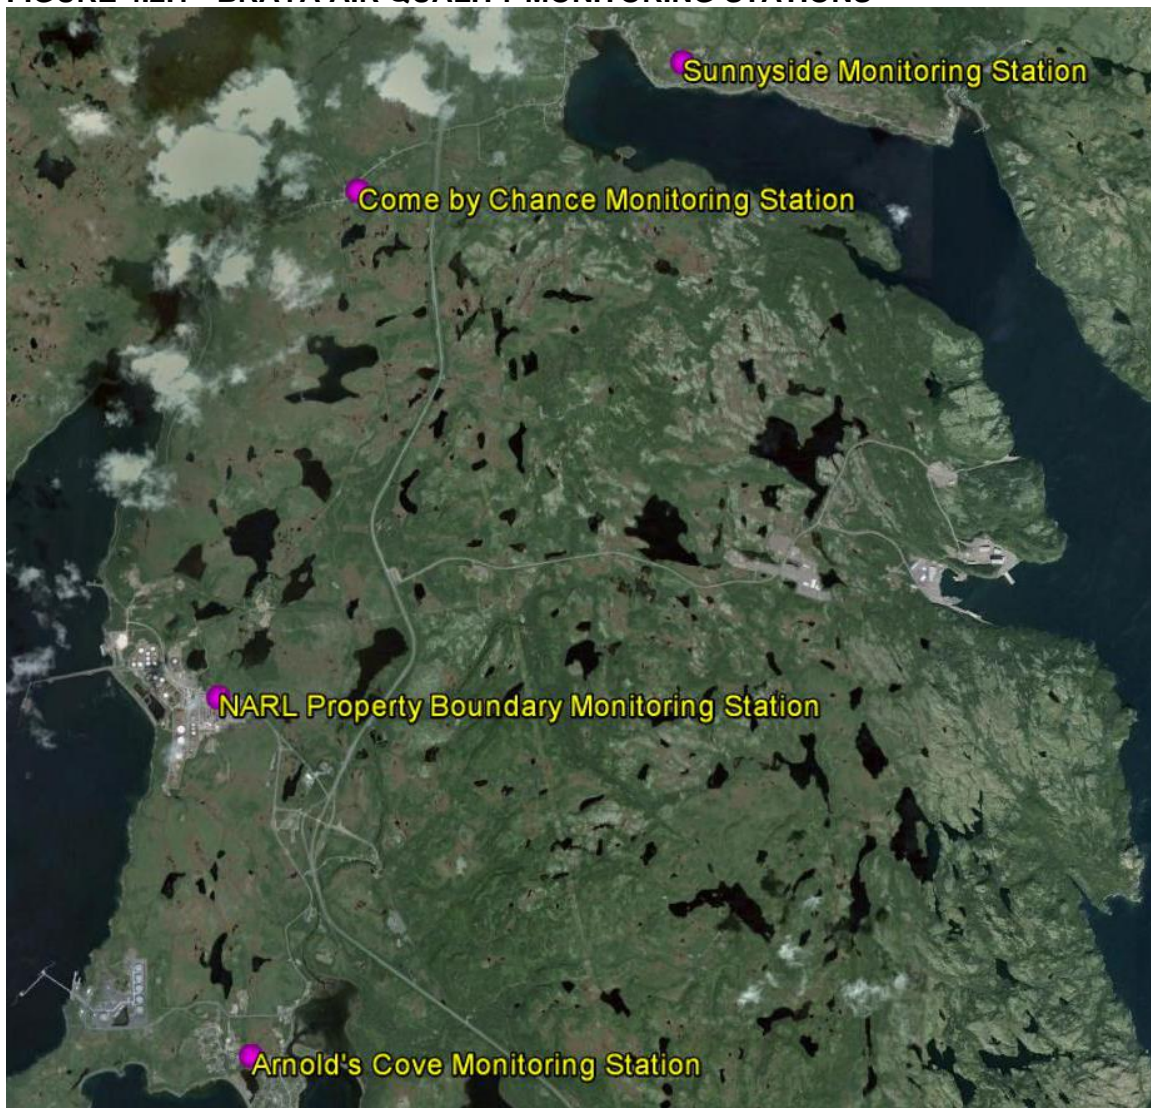 Sunnyside Monitoring Station
Come by Chance Monitoring Station
NARL Property Boundary Monitoring Station
Arnold's Cove Monitoring Station